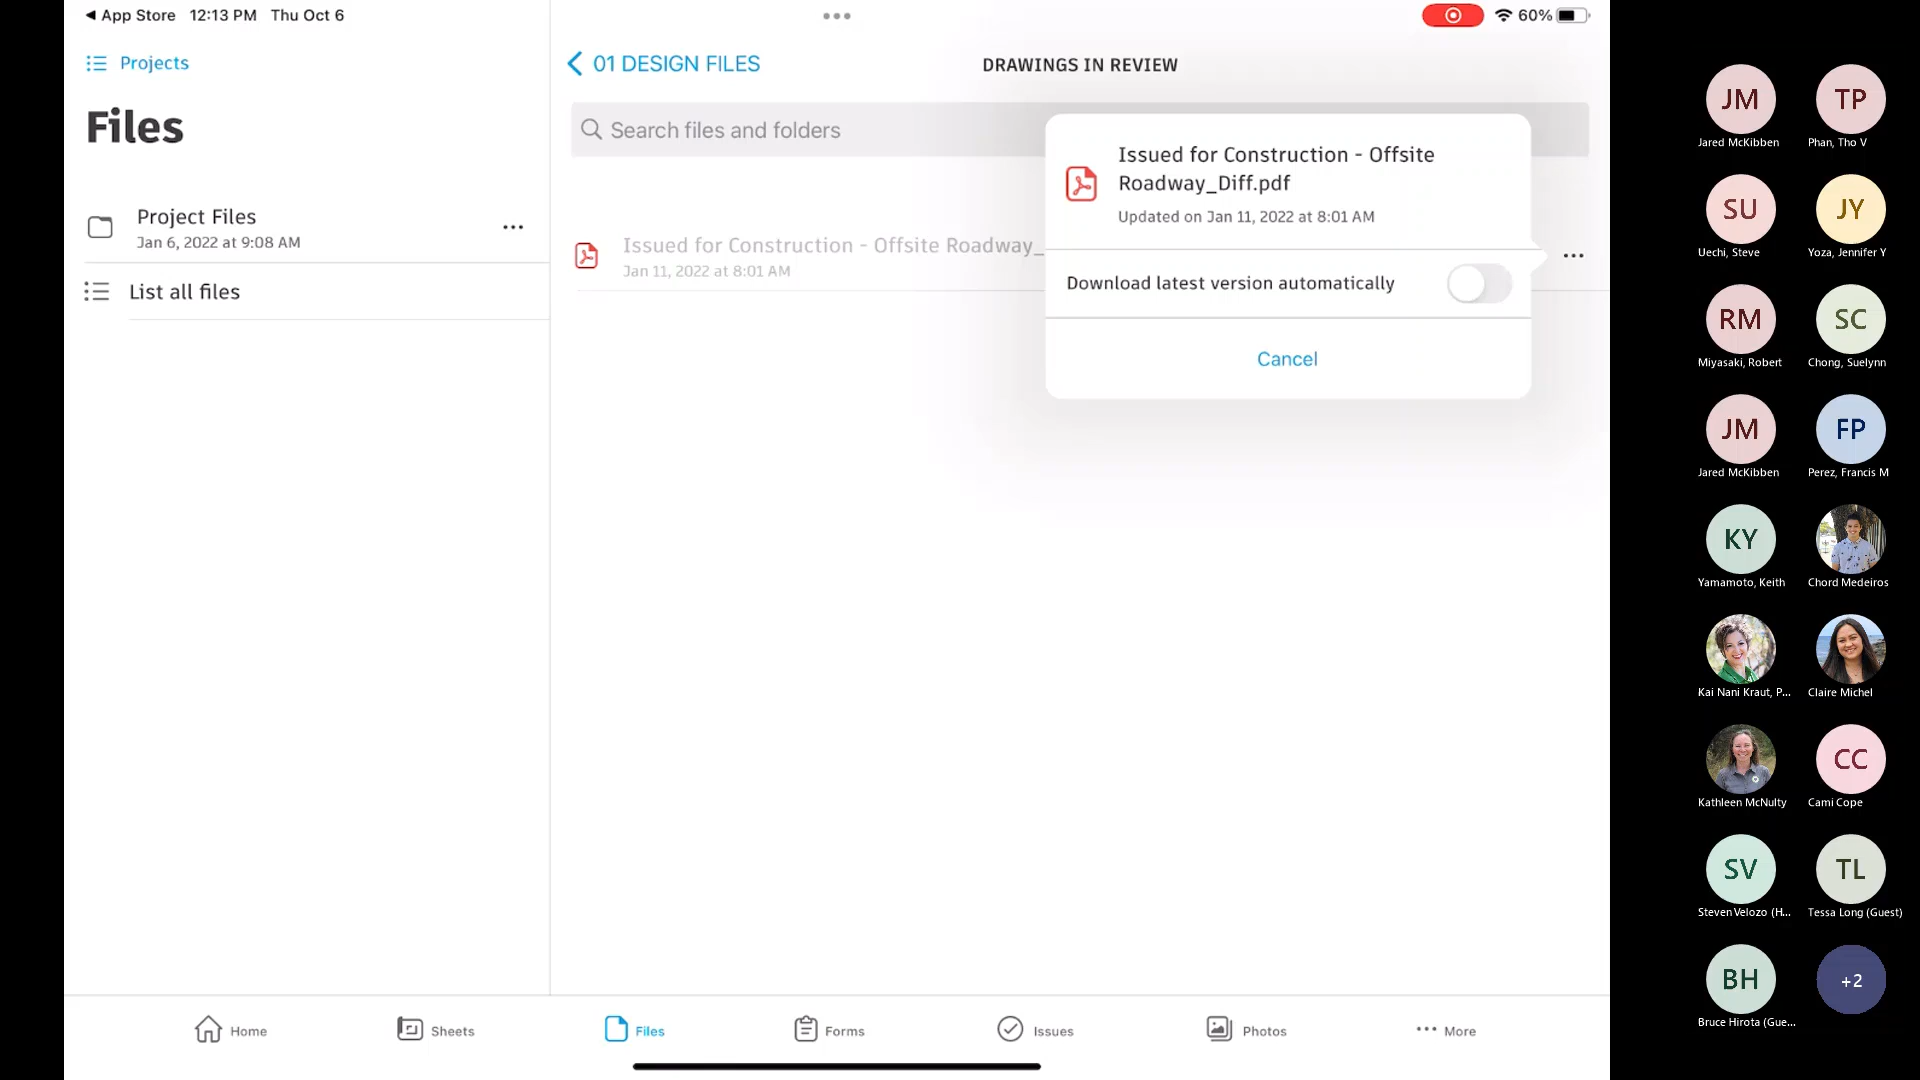 ◀ App Store 12:13 PM Thu Oct 6
60%
Projects
Files
Project Files
Jan 6, 2022 at 9:08 AM
List all files
01 DESIGN FILES
DRAWINGS IN REVIEW
Search files and folders
Issued for Construction - Offsite Roadway_
Jan 11, 2022 at 8:01 AM
Issued for Construction - Offsite
Roadway_Diff.pdf
Updated on Jan 11, 2022 at 8:01 AM
Download latest version automatically
Cancel
Home
Sheets
Files
Forms
Issues
Photos
More
JM
Jared McKibben
TP
Phan, Tho V
SU
Uechi, Steve
JY
Yoza, Jennifer Y
RM
Miyasaki, Robert
SC
Chong, Suelynn
JM
Jared McKibben
FP
Perez, Francis M
KY
Yamamoto, Keith
Chord Medeiros
Kai Nani Kraut, P...
Claire Michel
Kathleen McNulty
CC
Cami Cope
SV
Steven Velozo (H...
TL
Tessa Long (Guest)
BH
Bruce Hirota (Gue...
+2